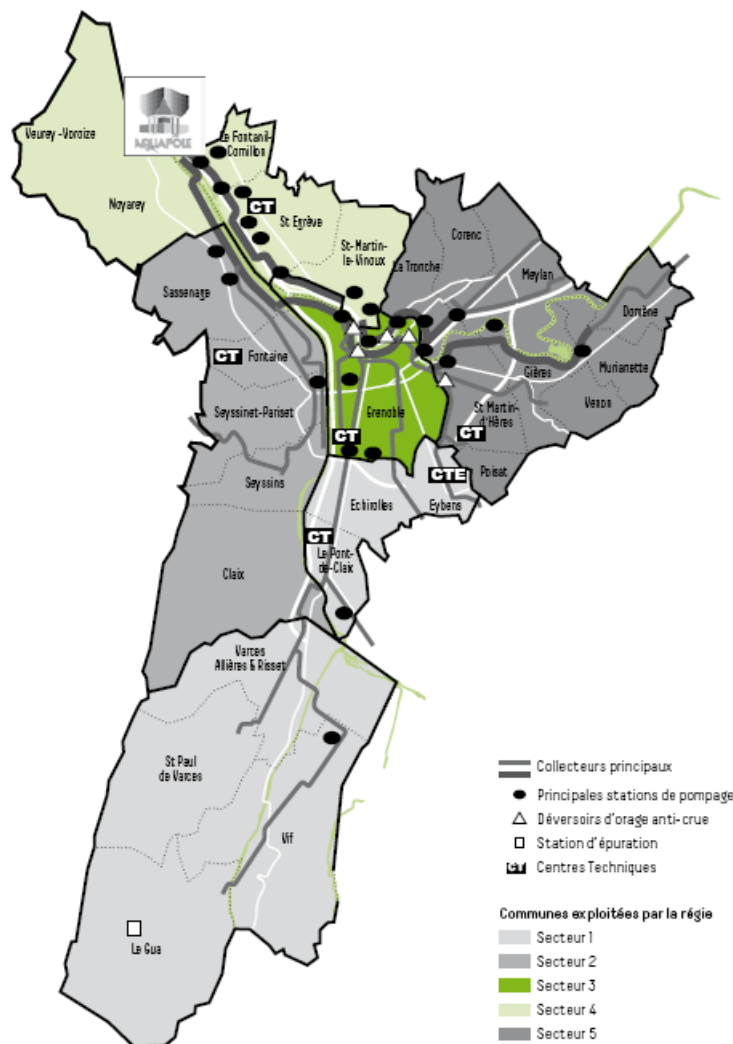 AQUAPOLE
Veurey-Voroize
Le Fontanil-
Cornillon
Noyarey
CT
St Egrève
St-Martin-
le-Vinoux
Corenc
La Tronche
Meylan
Sassenage
Domène
CT
Fontaine
Murianette
Gières
Seyssinet-Pariset
Grenoble
St Martin
d'Hères
Venon
CT
CT
Poisat
Seyssins
CTE
Echirolles
Eybens
CT
Le Pont-
de-Claix
Claix
Varces
Allières & Risset
St Paul
de Varces
Vif
Le Gua
Collecteurs principaux
Principales stations de pompage
Déversoirs d'orage anti-crue
Station d'épuration
CT Centres Techniques
Communes exploitées par la régie
Secteur 1
Secteur 2
Secteur 3
Secteur 4
Secteur 5